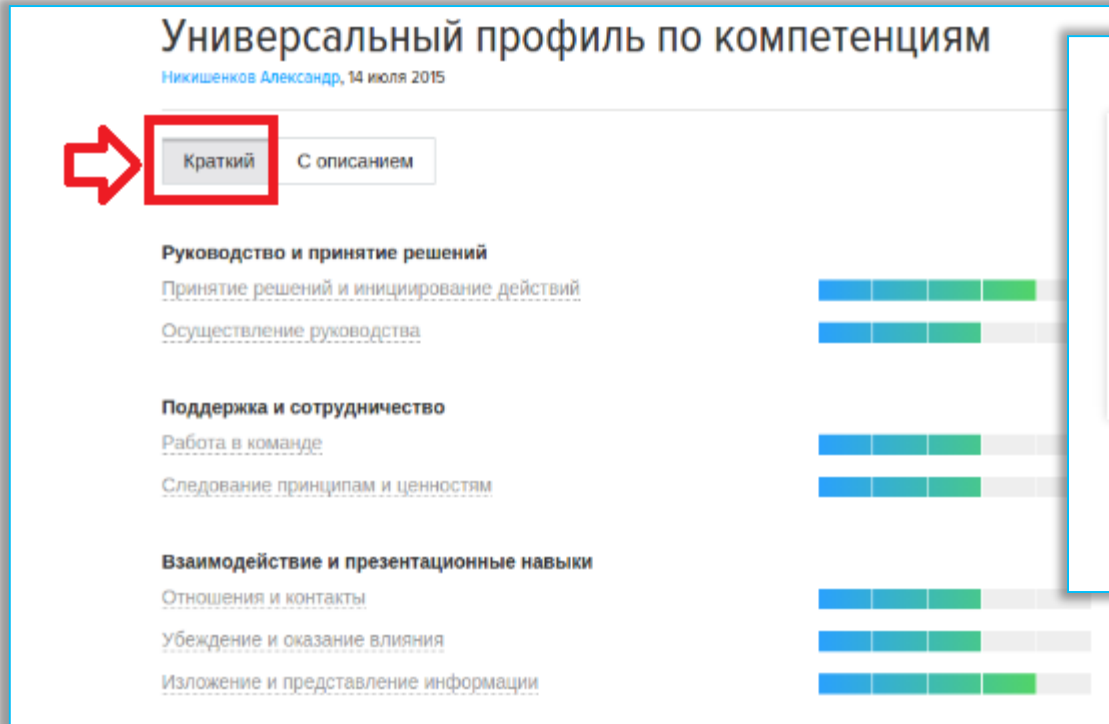 Универсальный профиль по компетенциям
Никишенков Александр, 14 июля 2015
Краткий
С описанием
Руководство и принятие решений
Принятие решений и инициирование действий
Осуществление руководства
Поддержка и сотрудничество
Работа в команде
Следование принципам и ценностям
Взаимодействие и презентационные навыки
Отношения и контакты
Убеждение и оказание влияния
Изложение и представление информации